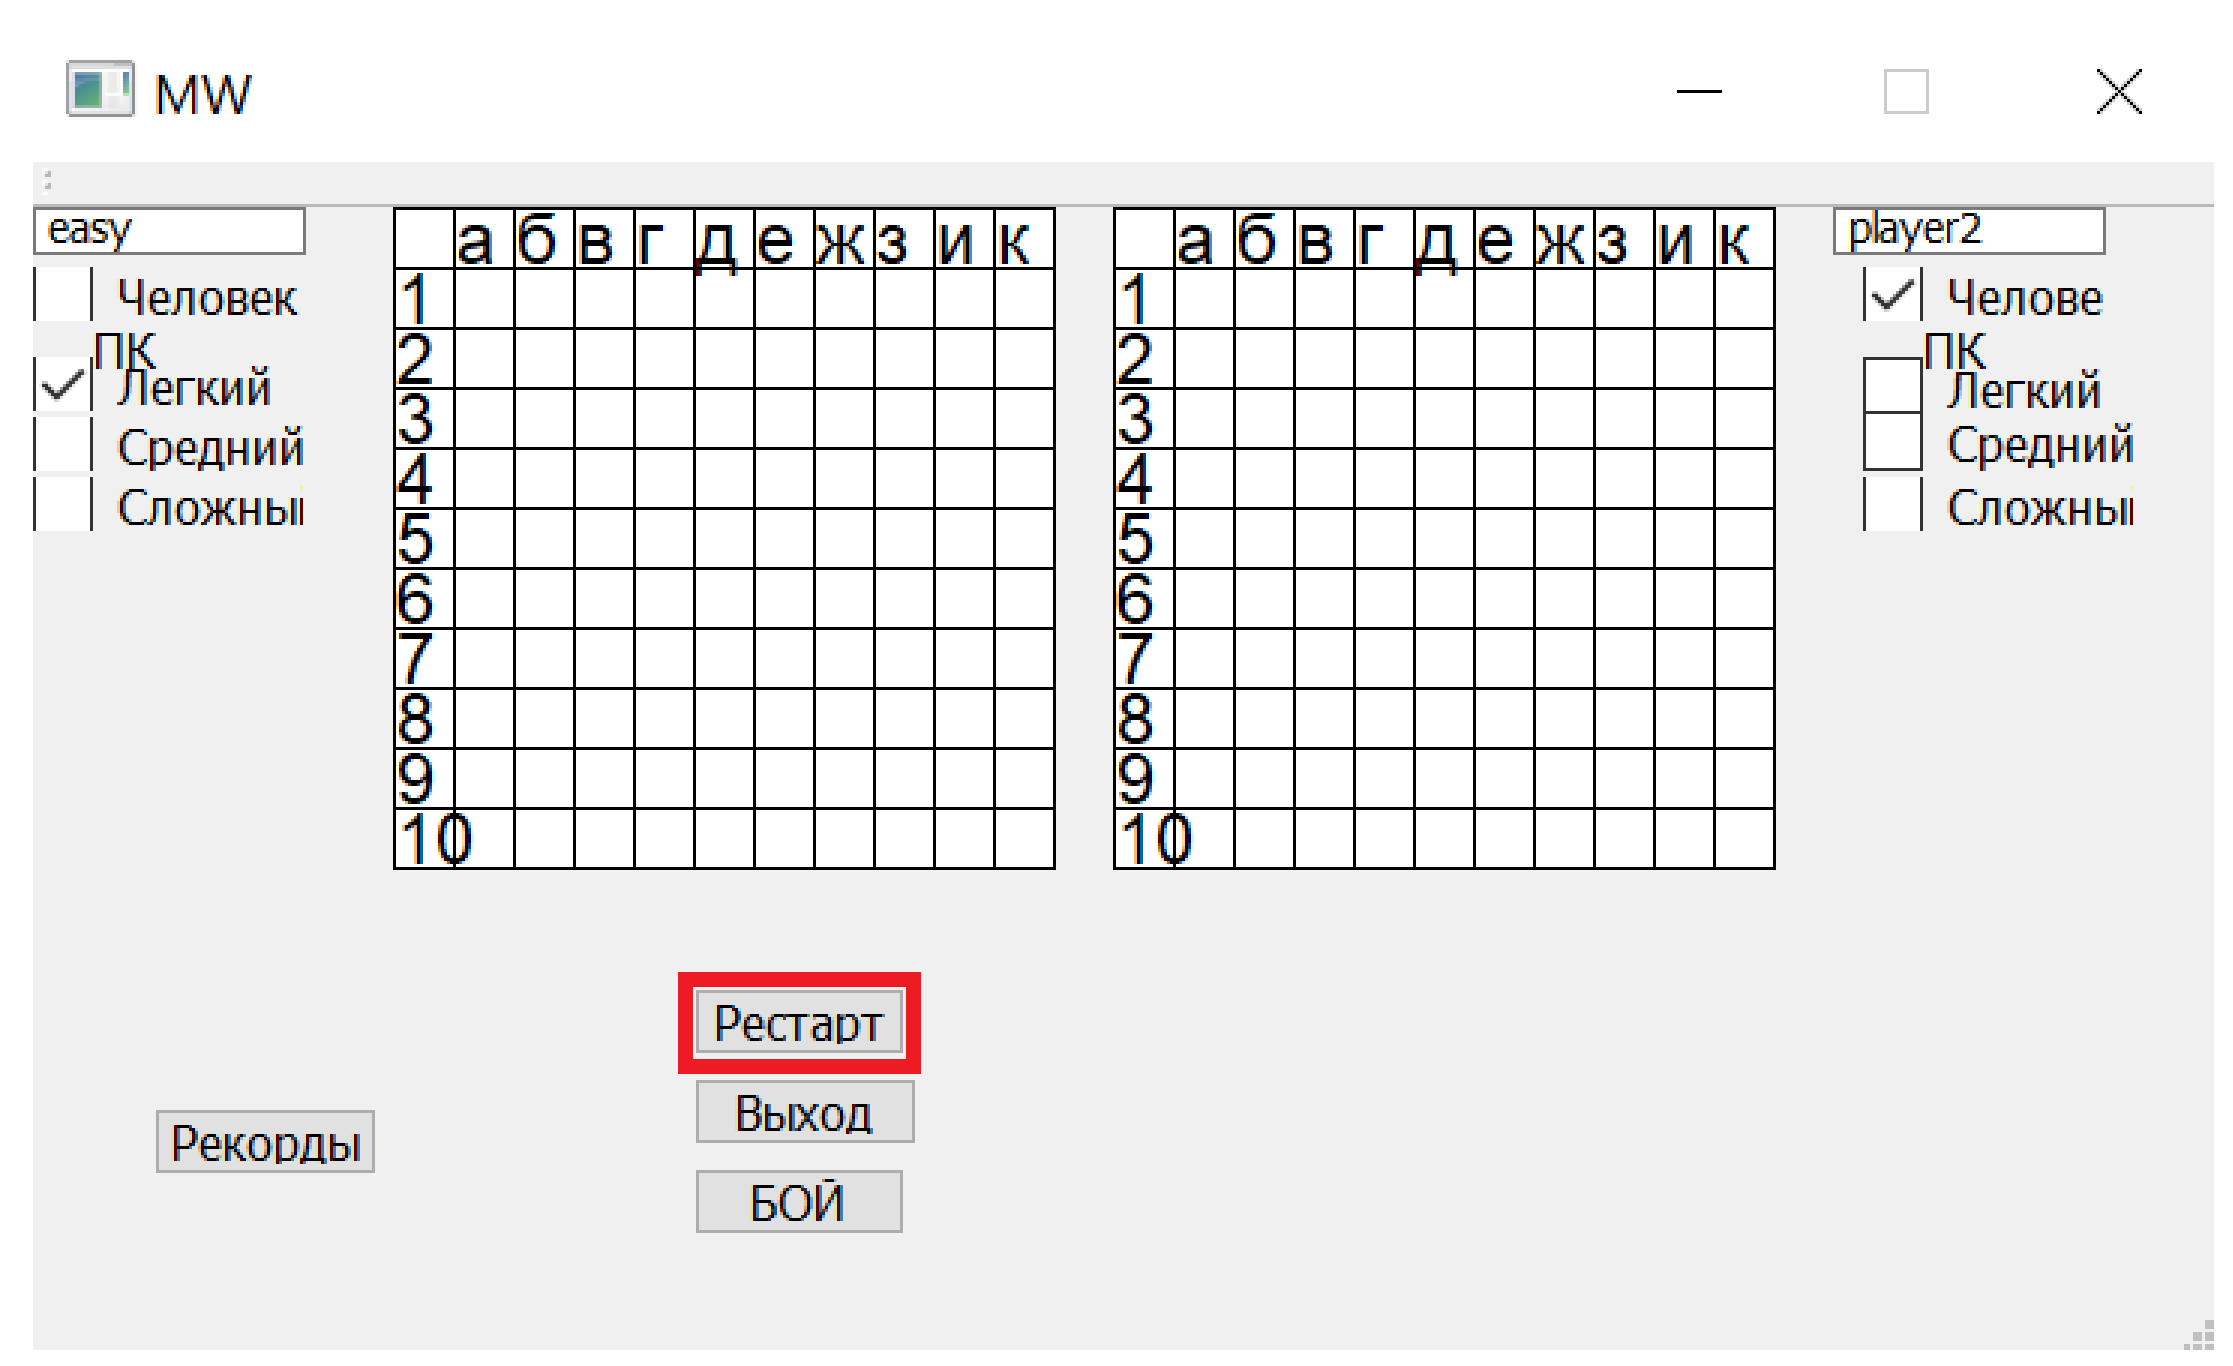 MW
easy
Человек
ПК
Легкий
Средний
Сложны
а б в г д е ж з и к
1
2
3
4
5
6
7
8
9
10
а б в г д е ж з и к
1
2
3
4
5
6
7
8
9
10
player2
Челове
ПК
Легкий
Средний
Сложны
Рестарт
Выход
Рекорды
БОЙ